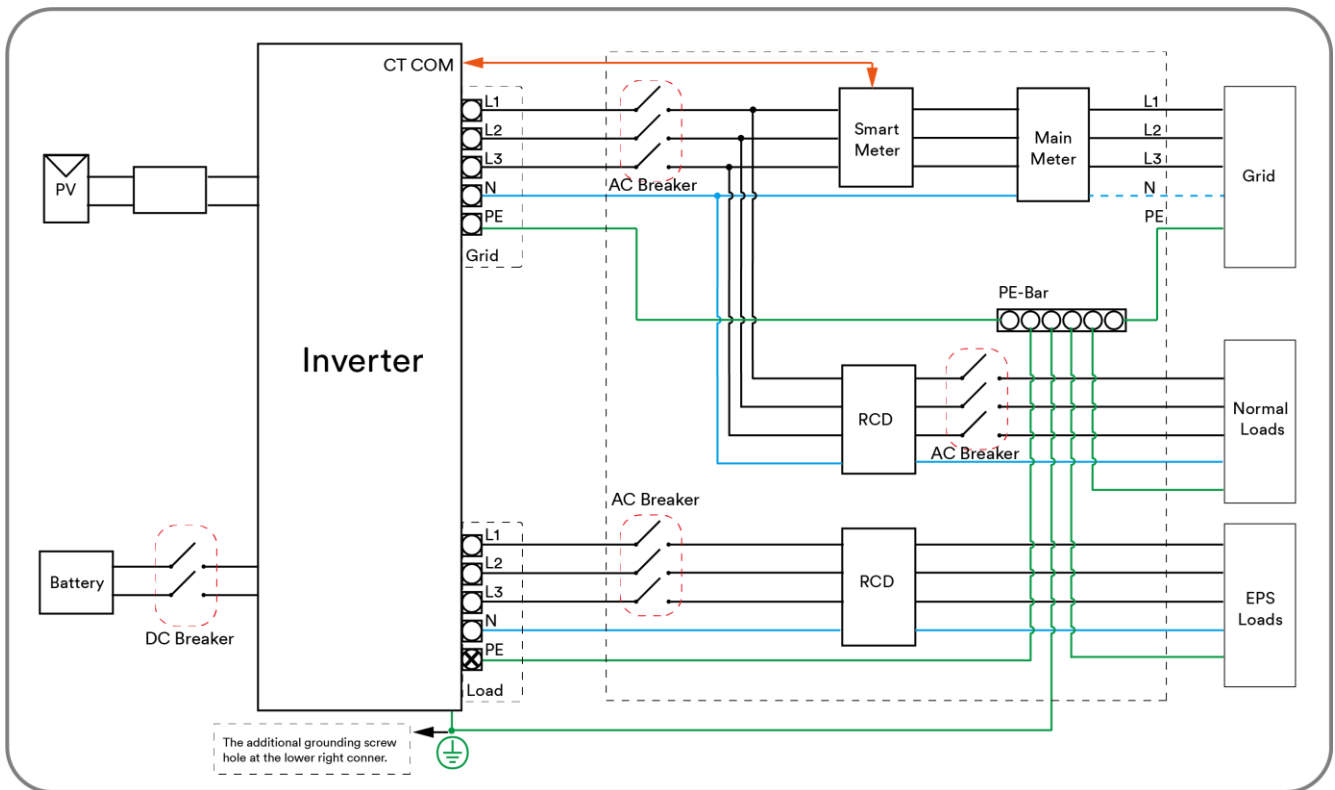 CT COM
L1
L2
L3
N
PE
Grid
AC Breaker
Smart
Meter
Main
Meter
L1
L2
L3
N
PE
Grid
PV
Inverter
PE-Bar
RCD
AC Breaker
Normal
Loads
Battery
DC Breaker
L1
L2
L3
N
PE
Load
AC Breaker
RCD
EPS
Loads
The additional grounding screw
hole at the lower right conner.